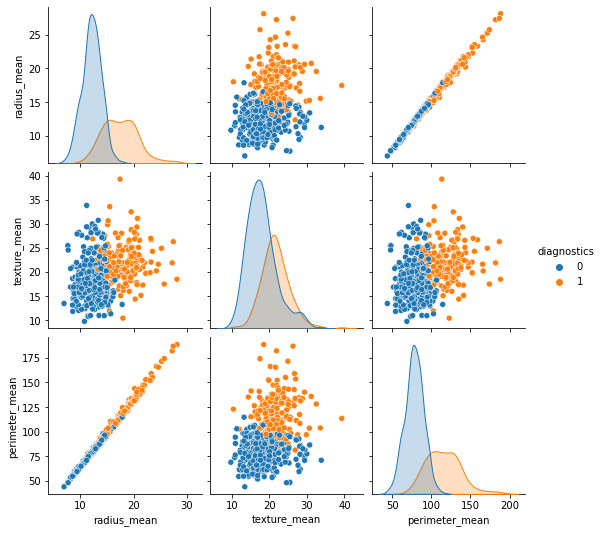 radius_mean
25
20
15
10
texture_mean
40
35
30
25
20
15
10
diagnostics
0
1
perimeter_mean
175
150
125
100
75
50
10 20 30
10 20 30 40
50 100 150 200
radius_mean
texture_mean
perimeter_mean